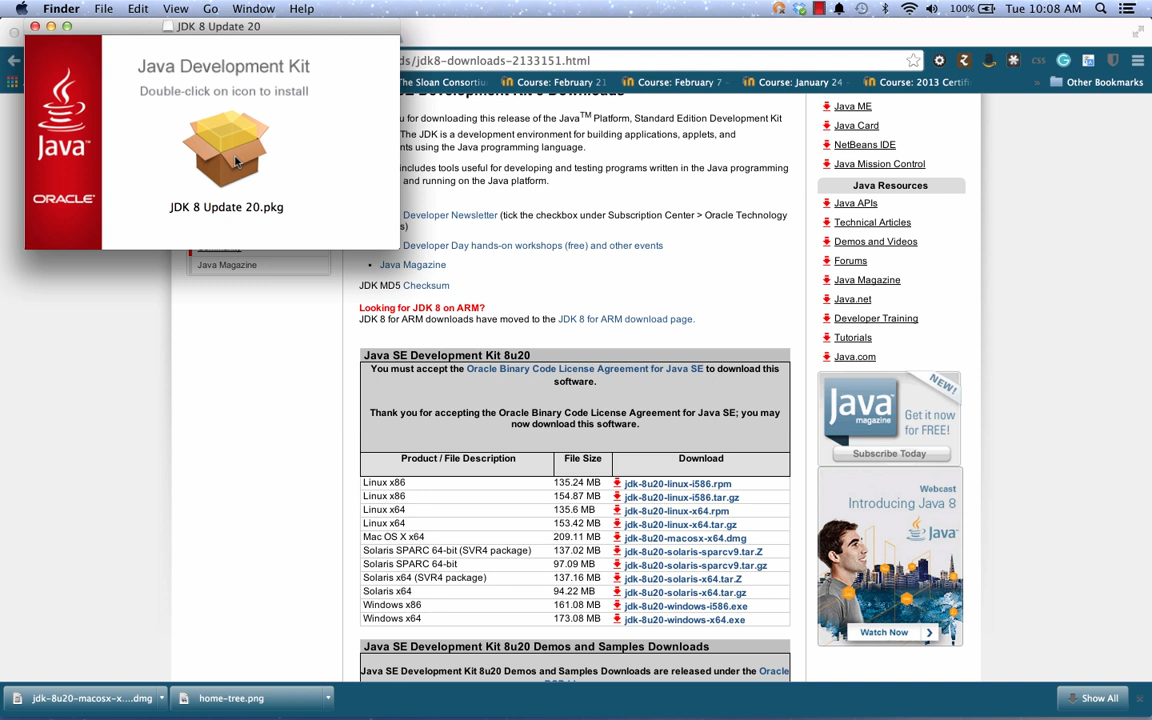 Finder File Edit View Go Window Help
100% Tue 10:08 AM
JDK 8 Update 20
Java Development Kit
Double-click on icon to install
Java
ORACLE
JDK 8 Update 20.pkg
ds/jdk8-downloads-2133151.html
The Sloan Consortiu
Course: February 21
Course: February 7 -
Course: January 24 -
Course: 2013 Certifi
» Other Bookmarks
u for downloading this release of the Java™ Platform, Standard Edition Development Kit
The JDK is a development environment for building applications, applets, and
nts using the Java programming language.
includes tools useful for developing and testing programs written in the Java programming
and running on the Java platform.
Developer Newsletter (tick the checkbox under Subscription Center > Oracle Technology
s)
Developer Day hands-on workshops (free) and other events
Java Magazine
Java Magazine
JDK MD5 Checksum
Looking for JDK 8 on ARM?
JDK 8 for ARM downloads have moved to the JDK 8 for ARM download page.
Java SE Development Kit 8u20
You must accept the Oracle Binary Code License Agreement for Java SE to download this
software.
Thank you for accepting the Oracle Binary Code License Agreement for Java SE; you may
now download this software.
Product / File Description File Size Download
Linux x86 135.24 MB jdk-8u20-linux-i586.rpm
Linux x86 154.87 MB jdk-8u20-linux-i586.tar.gz
Linux x64 135.6 MB jdk-8u20-linux-x64.rpm
Linux x64 153.42 MB jdk-8u20-linux-x64.tar.gz
Mac OS X x64 209.11 MB jdk-8u20-macosx-x64.dmg
Solaris SPARC 64-bit (SVR4 package) 137.02 MB jdk-8u20-solaris-sparcv9.tar.Z
Solaris SPARC 64-bit 97.09 MB jdk-8u20-solaris-sparcv9.tar.gz
Solaris x64 (SVR4 package) 137.16 MB jdk-8u20-solaris-x64.tar.Z
Solaris x64 94.22 MB jdk-8u20-solaris-x64.tar.gz
Windows x86 161.08 MB jdk-8u20-windows-i586.exe
Windows x64 173.08 MB jdk-8u20-windows-x64.exe
Java SE Development Kit 8u20 Demos and Samples Downloads
Java SE Development Kit 8u20 Demos and Samples Downloads are released under the Oracle
Java ME
Java Card
NetBeans IDE
Java Mission Control
Java Resources
Java APIs
Technical Articles
Demos and Videos
Forums
Java Magazine
Java.net
Developer Training
Tutorials
Java.com
NEW!
Java
magazine
Get it now
for FREE!
Subscribe Today
Webcast
Introducing Java 8
Java
Watch Now
jdk-8u20-macosx-x....dmg
home-tree.png
Show All